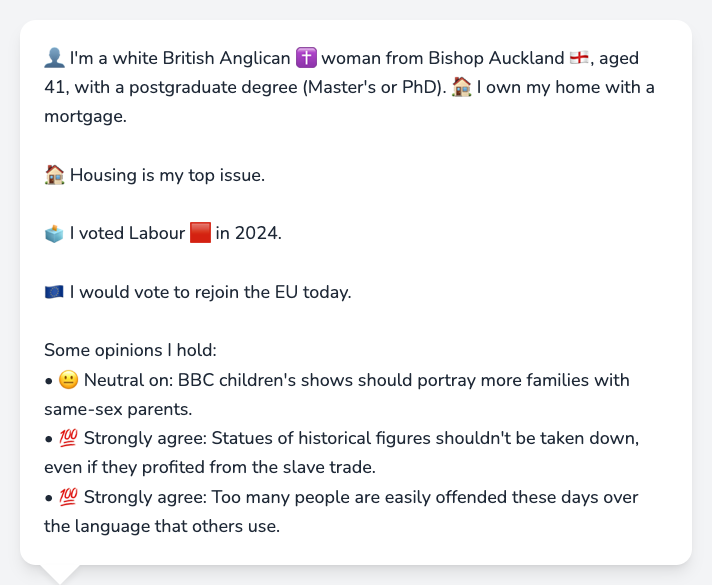 👤 I'm a white British Anglican ✝️ woman from Bishop Auckland 🏴󠁧󠁢󠁥󠁮󠁧󠁿, aged
41, with a postgraduate degree (Master's or PhD). 🏠 I own my home with a
mortgage.
🏠 Housing is my top issue.
🗳️ I voted Labour 🟥 in 2024.
🇪🇺 I would vote to rejoin the EU today.
Some opinions I hold:
• 😐 Neutral on: BBC children's shows should portray more families with
same-sex parents.
• 💯 Strongly agree: Statues of historical figures shouldn't be taken down,
even if they profited from the slave trade.
• 💯 Strongly agree: Too many people are easily offended these days over
the language that others use.